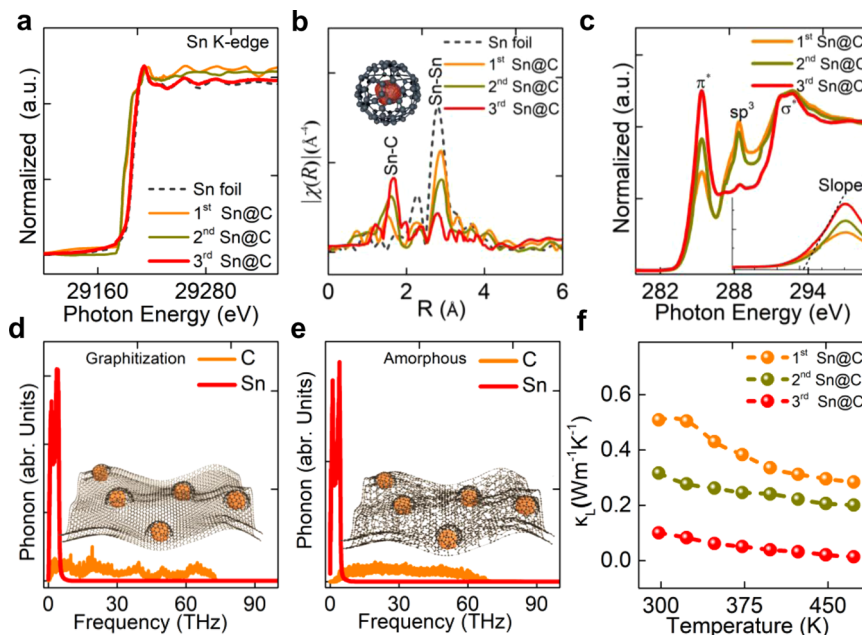 a
Sn K-edge
Normalized (a.u.)
Sn foil
1st Sn@C
2nd Sn@C
3rd Sn@C
29160 29280
Photon Energy (eV)
b
Sn foil
1st Sn@C
2nd Sn@C
3rd Sn@C
Sn-C
Sn-Sn
|χ(R)| (Å⁻⁴)
0 2 4 6
R (Å)
c
1st Sn@C
2nd Sn@C
3rd Sn@C
π*
sp³
σ*
Slope
Normalized (a.u.)
282 288 294
Photon Energy (eV)
d
Graphitization
C
Sn
Phonon (abr. Units)
0 30 60 90
Frequency (THz)
e
Amorphous
C
Sn
Phonon (abr. Units)
0 30 60 90
Frequency (THz)
f
1st Sn@C
2nd Sn@C
3rd Sn@C
κL(Wm⁻¹K⁻¹)
0.6
0.4
0.2
0.0
300 375 450
Temperature (K)